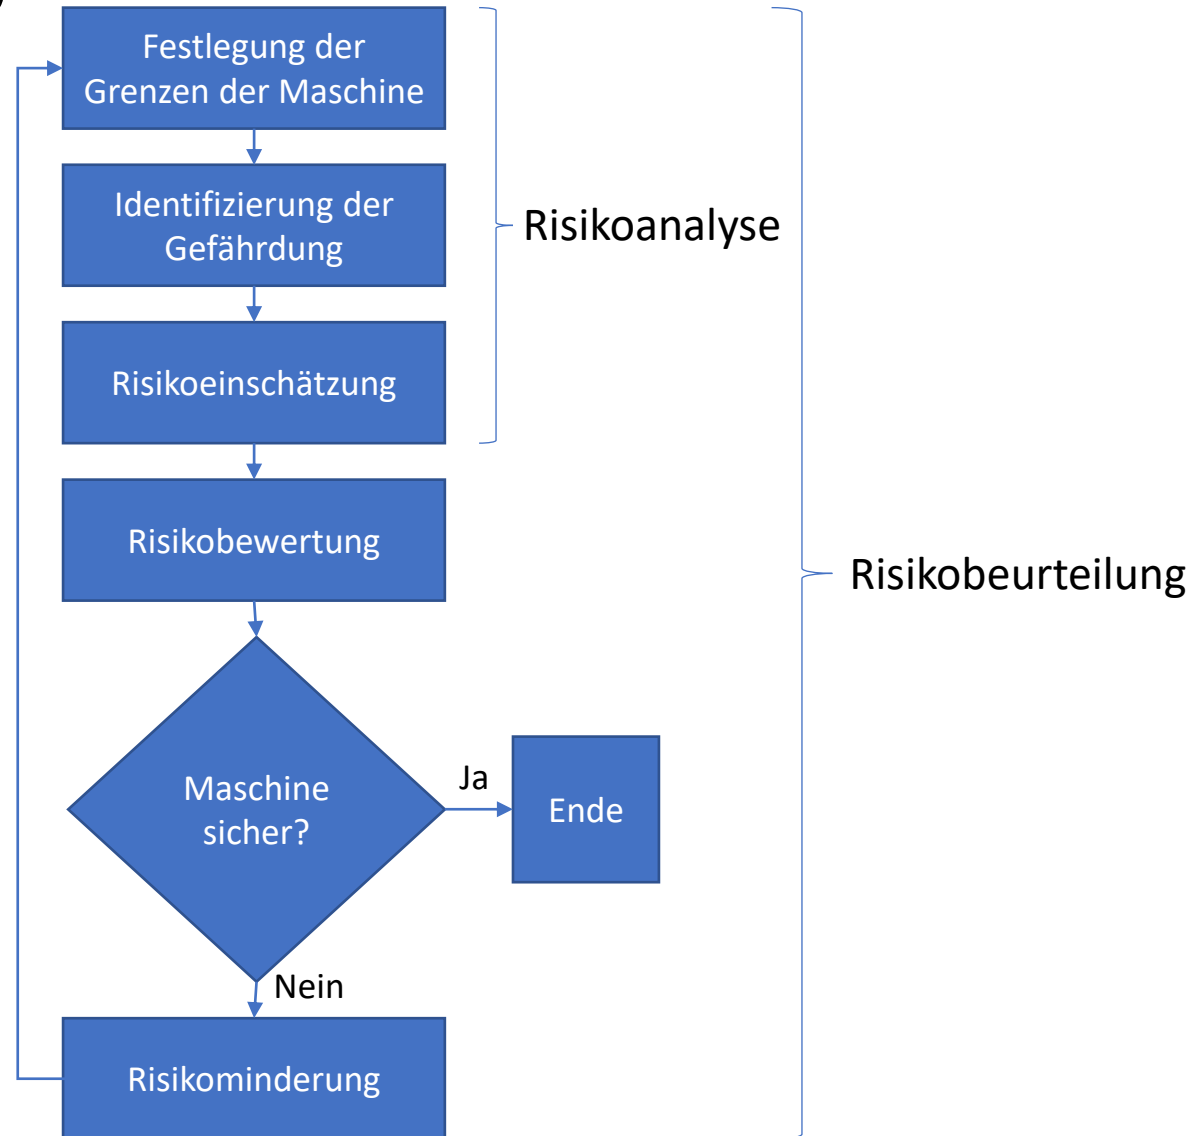 Festlegung der
Grenzen der Maschine
Identifizierung der
Gefährdung
Risikoanalyse
Risikoeinschätzung
Risikobewertung
Risikobeurteilung
Maschine
sicher?
Ja
Ende
Nein
Risikominderung